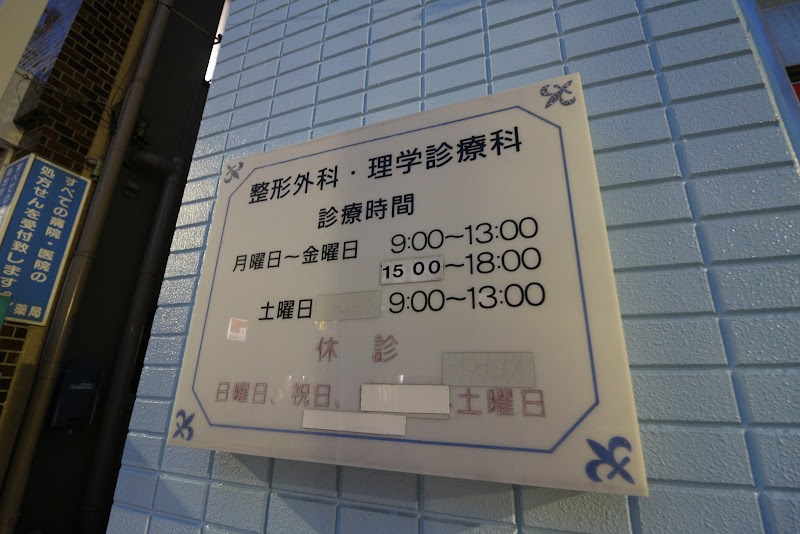 整形外科・理学診療科
診療時間
月曜日～金曜日 9:00～13:00
15 00～18:00
土曜日 9:00～13:00
休診
日曜日、祝日、土曜日
すべての病院・医院の
処方せんを受付致します。
薬局